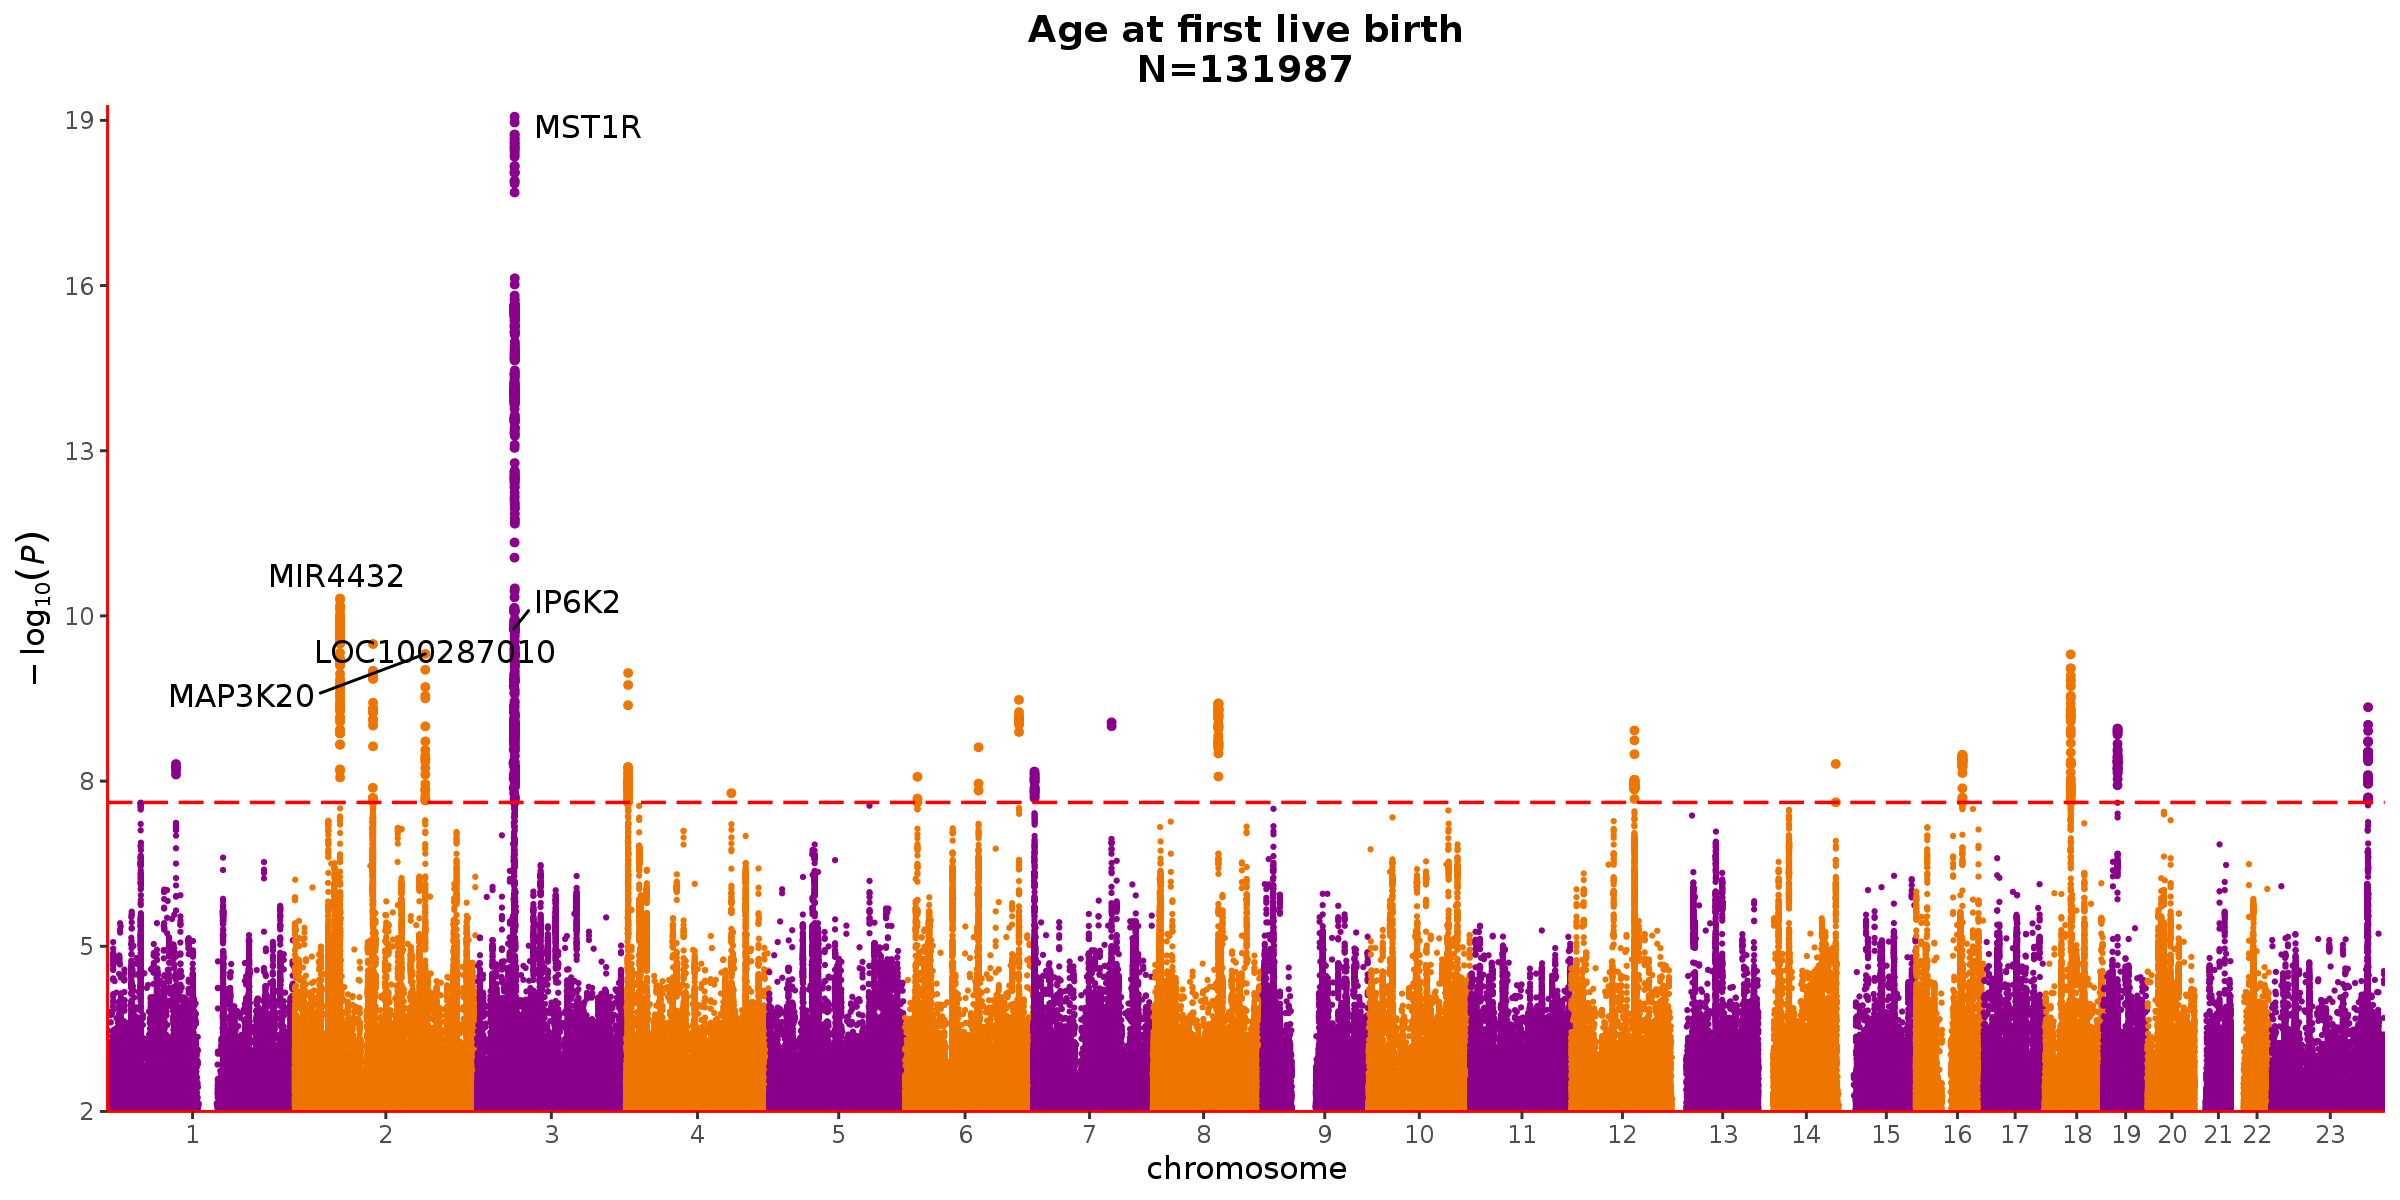 Age at first live birth
N=131987
19
16
13
10
8
5
2
−log₁₀(P)
MST1R
MIR4432
IP6K2
LOC100287010
MAP3K20
1 2 3 4 5 6 7 8 9 10 11 12 13 14 15 16 17 18 19 20 21 22 23
chromosome